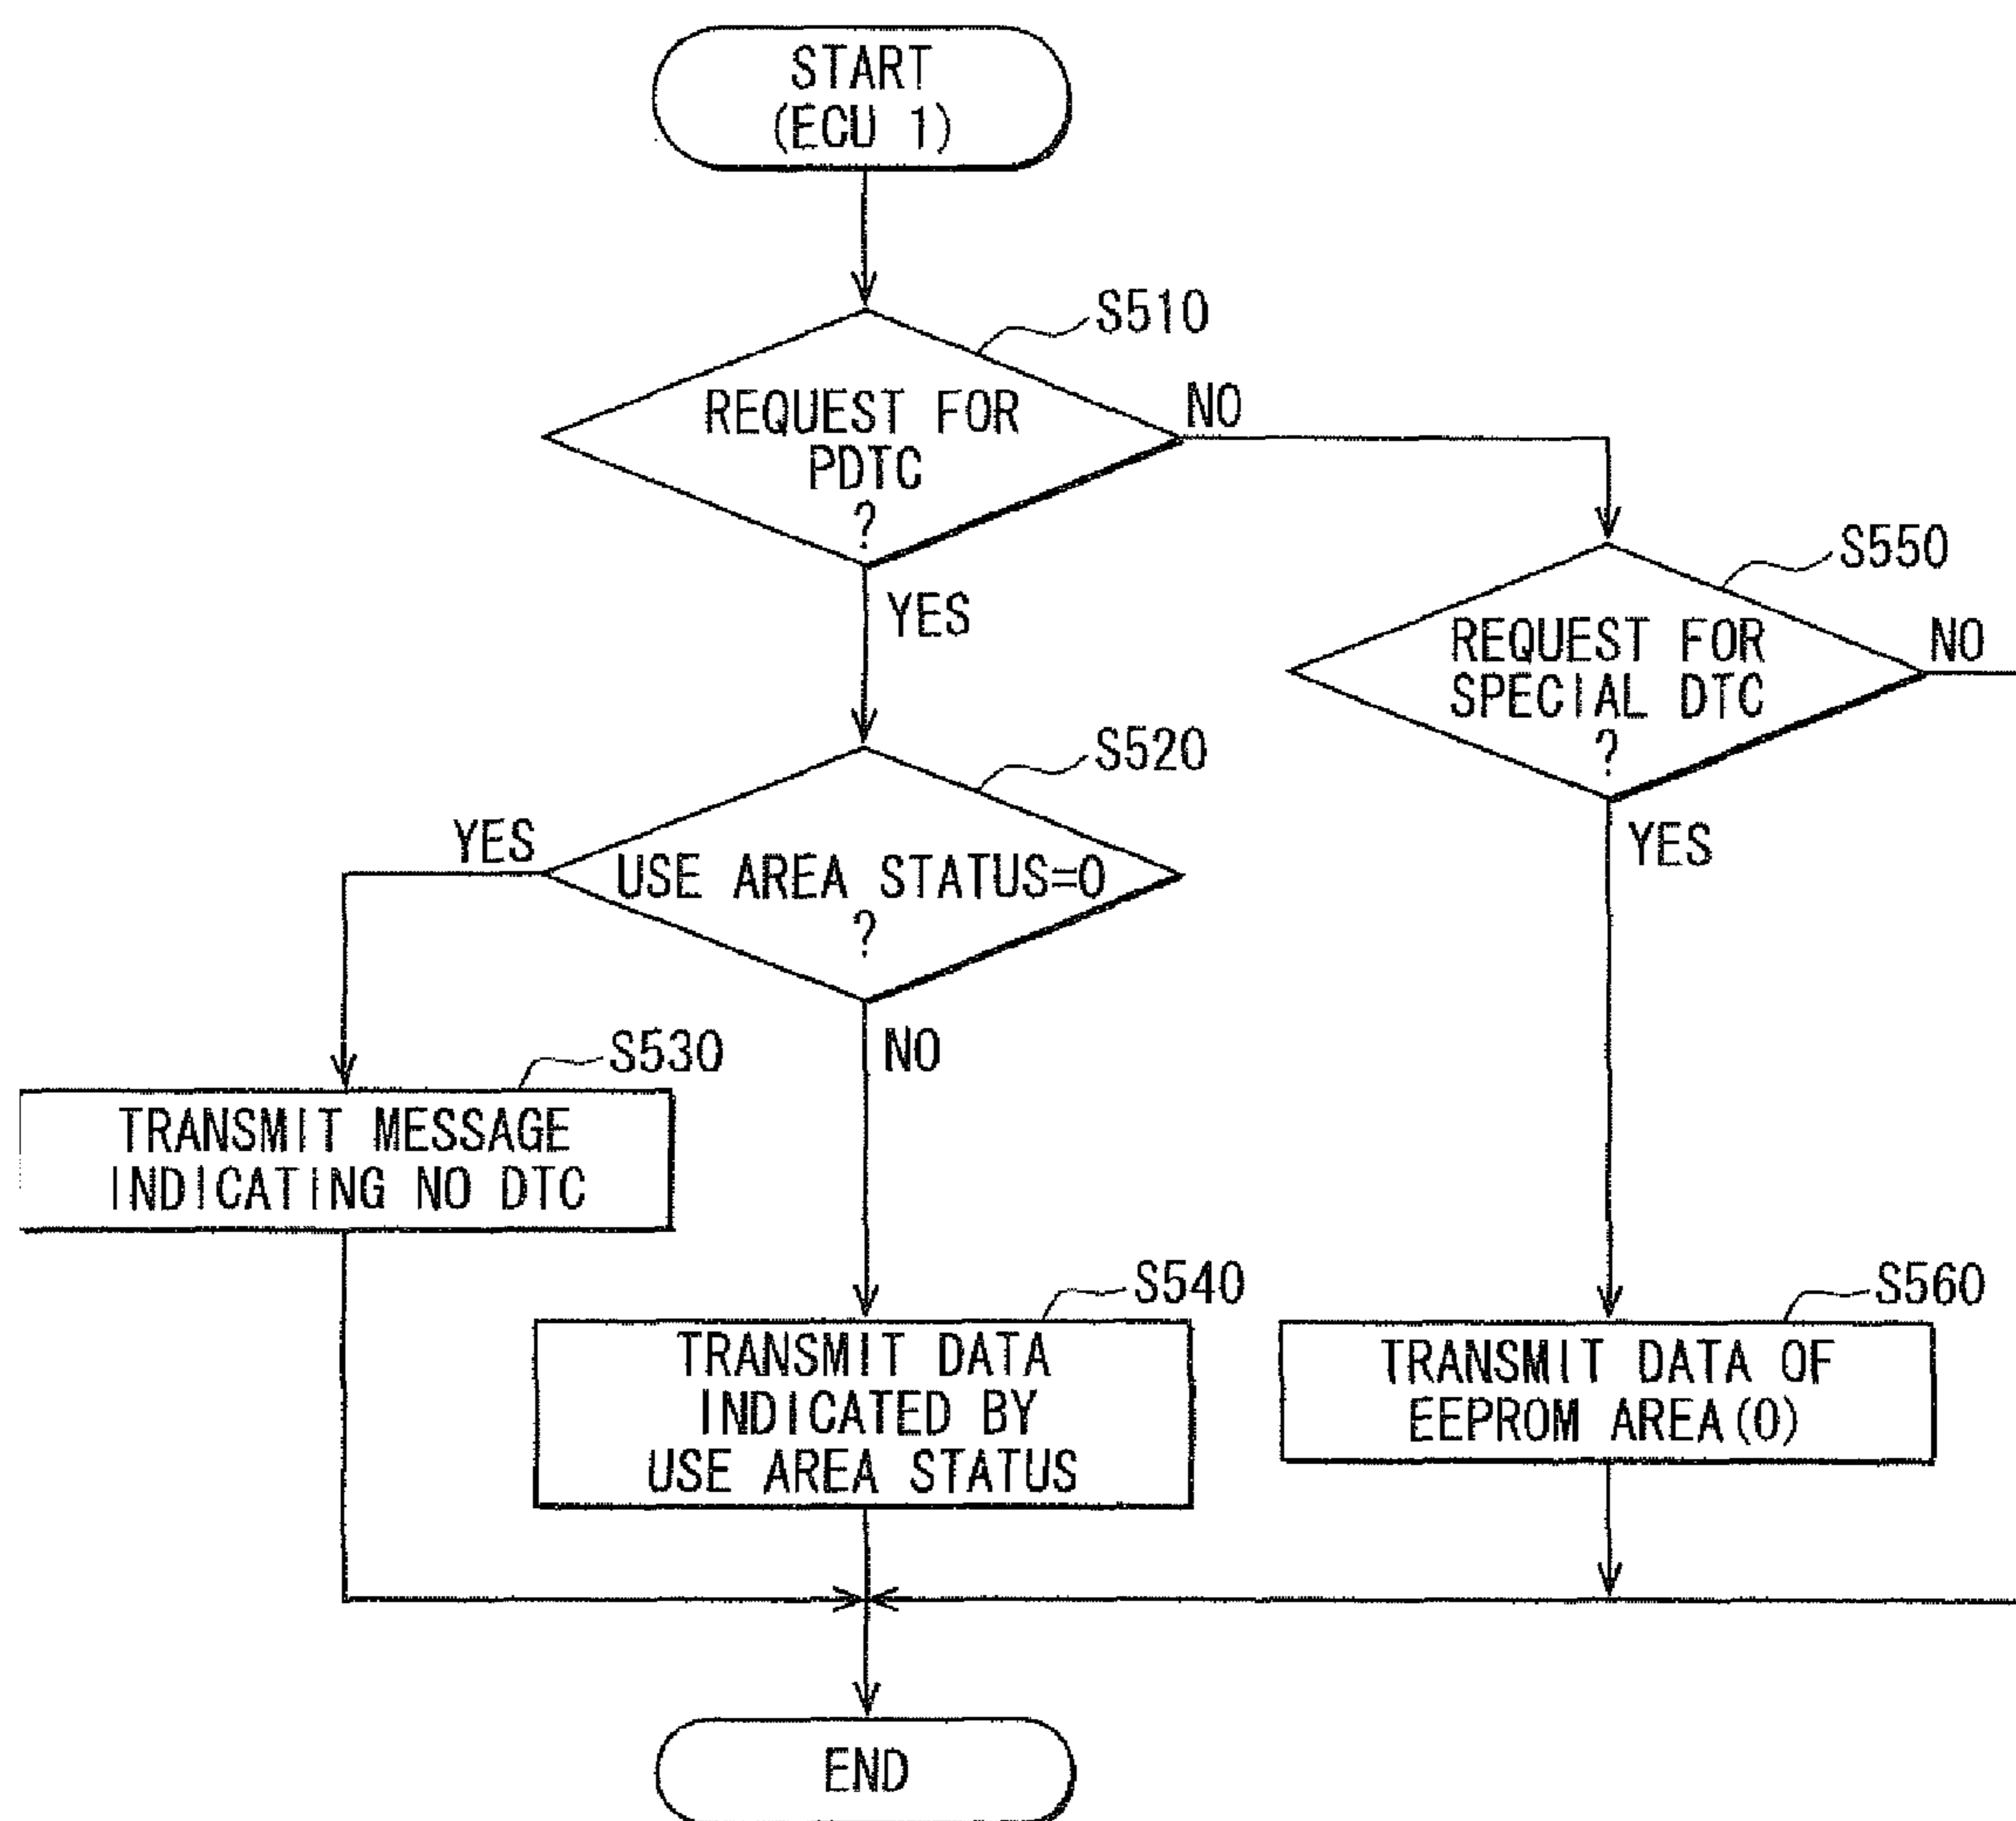 START
(ECU 1)
S510
REQUEST FOR
PDTC
?
NO
YES
S550
REQUEST FOR
SPECIAL DTC
?
NO
YES
S520
USE AREA STATUS=0
?
YES
NO
S530
TRANSMIT MESSAGE
INDICATING NO DTC
S540
TRANSMIT DATA
INDICATED BY
USE AREA STATUS
S560
TRANSMIT DATA OF
EEPROM AREA(0)
END